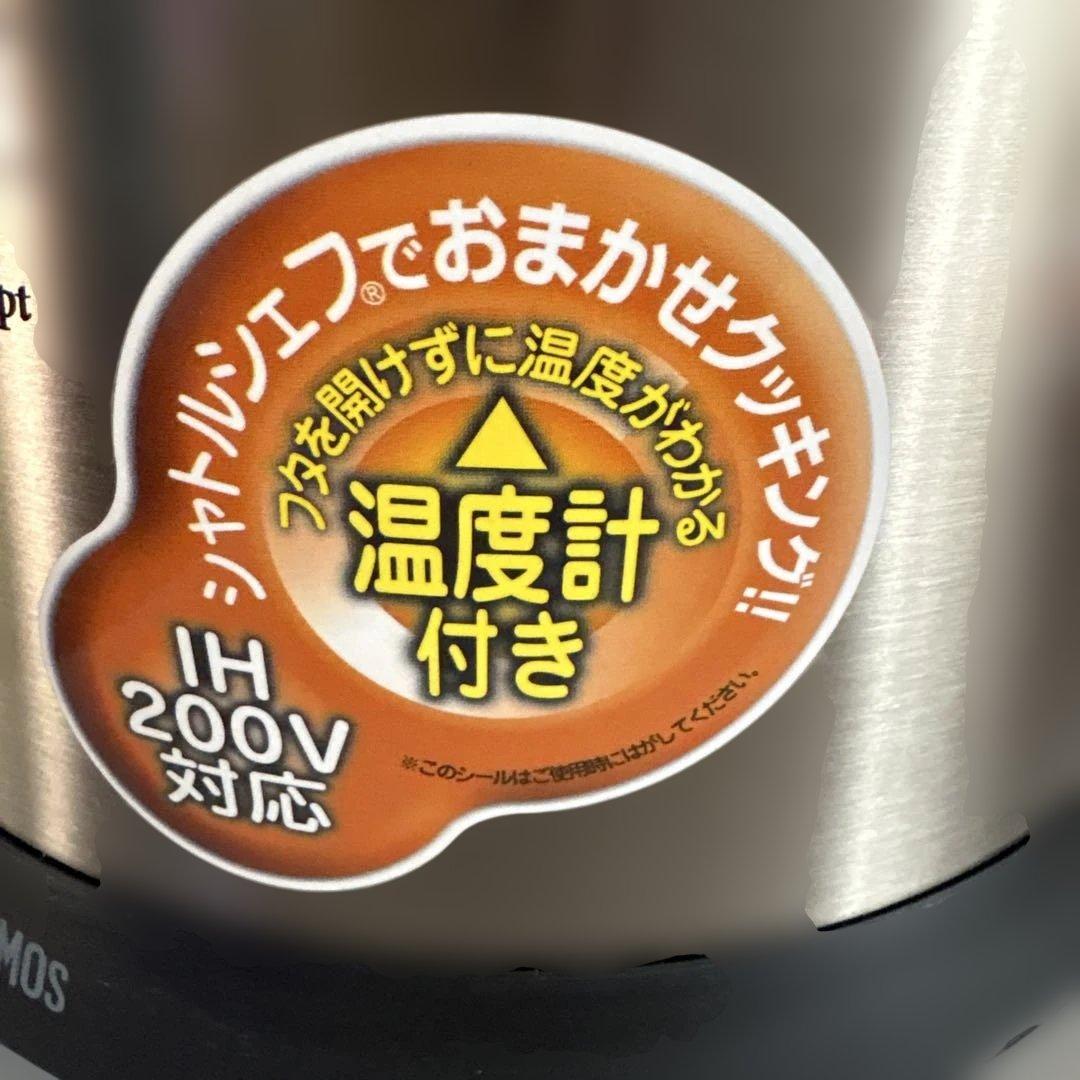 シャトルシェフ®でおまかせクッキング!!
フタを開けずに温度がわかる
▲
温度計
付き
IH
200V
対応
※このシールはご使用時にはがしてください。
pt
MOS